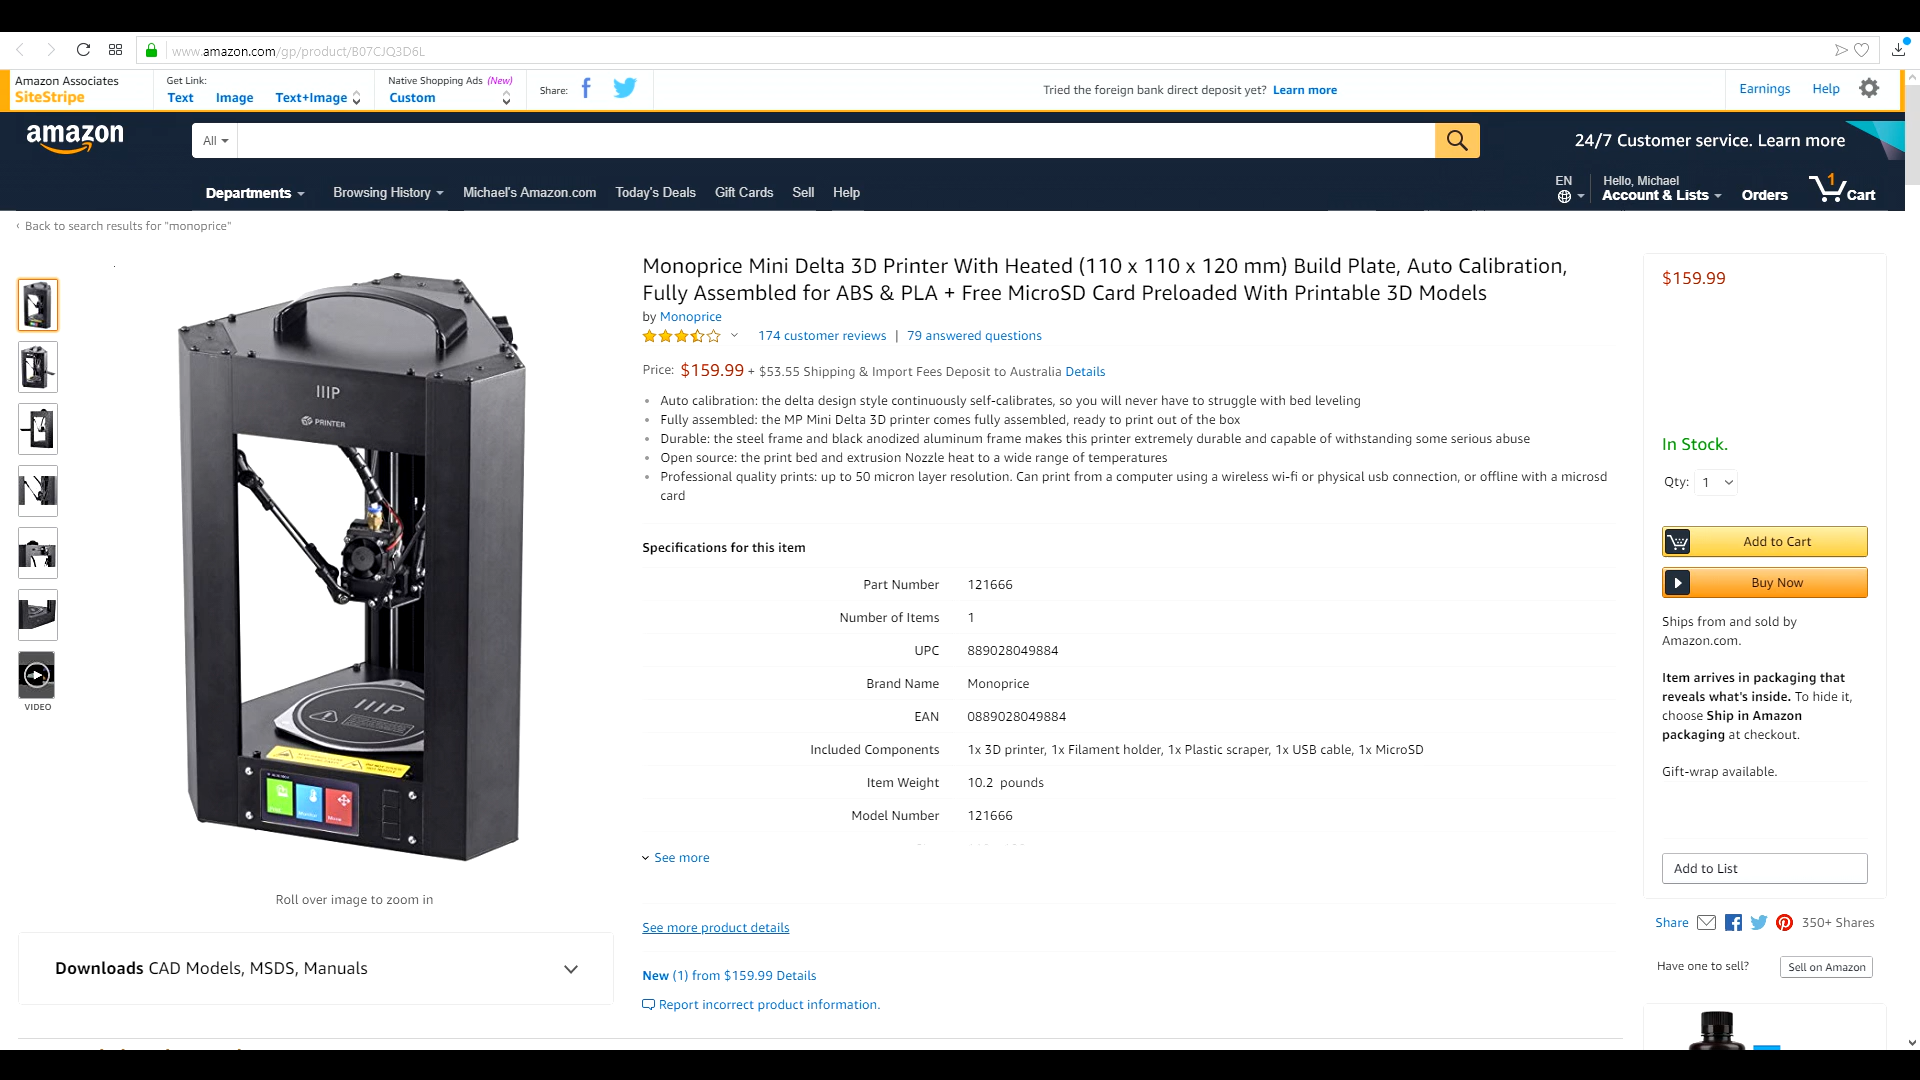 www.amazon.com/gp/product/B07CJQ3D6L
Amazon Associates
SiteStripe
Get Link:
Text Image Text+Image
Native Shopping Ads (New)
Custom
Share:
Tried the foreign bank direct deposit yet? Learn more
Earnings Help
amazon
All
24/7 Customer service. Learn more
Departments Browsing History Michael's Amazon.com Today's Deals Gift Cards Sell Help
EN
Hello, Michael
Account & Lists
Orders
1
Cart
‹ Back to search results for "monoprice"
VIDEO
IIIP
PRINTER
IIIP
Roll over image to zoom in
Downloads CAD Models, MSDS, Manuals
Monoprice Mini Delta 3D Printer With Heated (110 x 110 x 120 mm) Build Plate, Auto Calibration,
Fully Assembled for ABS & PLA + Free MicroSD Card Preloaded With Printable 3D Models
by Monoprice
174 customer reviews | 79 answered questions
Price: $159.99 + $53.55 Shipping & Import Fees Deposit to Australia Details
• Auto calibration: the delta design style continuously self-calibrates, so you will never have to struggle with bed leveling
• Fully assembled: the MP Mini Delta 3D printer comes fully assembled, ready to print out of the box
• Durable: the steel frame and black anodized aluminum frame makes this printer extremely durable and capable of withstanding some serious abuse
• Open source: the print bed and extrusion Nozzle heat to a wide range of temperatures
• Professional quality prints: up to 50 micron layer resolution. Can print from a computer using a wireless wi-fi or physical usb connection, or offline with a microsd
card
Specifications for this item
Part Number 121666
Number of Items 1
UPC 889028049884
Brand Name Monoprice
EAN 0889028049884
Included Components 1x 3D printer, 1x Filament holder, 1x Plastic scraper, 1x USB cable, 1x MicroSD
Item Weight 10.2 pounds
Model Number 121666
See more
See more product details
New (1) from $159.99 Details
Report incorrect product information.
$159.99
In Stock.
Qty: 1
Add to Cart
Buy Now
Ships from and sold by
Amazon.com.
Item arrives in packaging that
reveals what's inside. To hide it,
choose Ship in Amazon
packaging at checkout.
Gift-wrap available.
Add to List
Share 350+ Shares
Have one to sell? Sell on Amazon